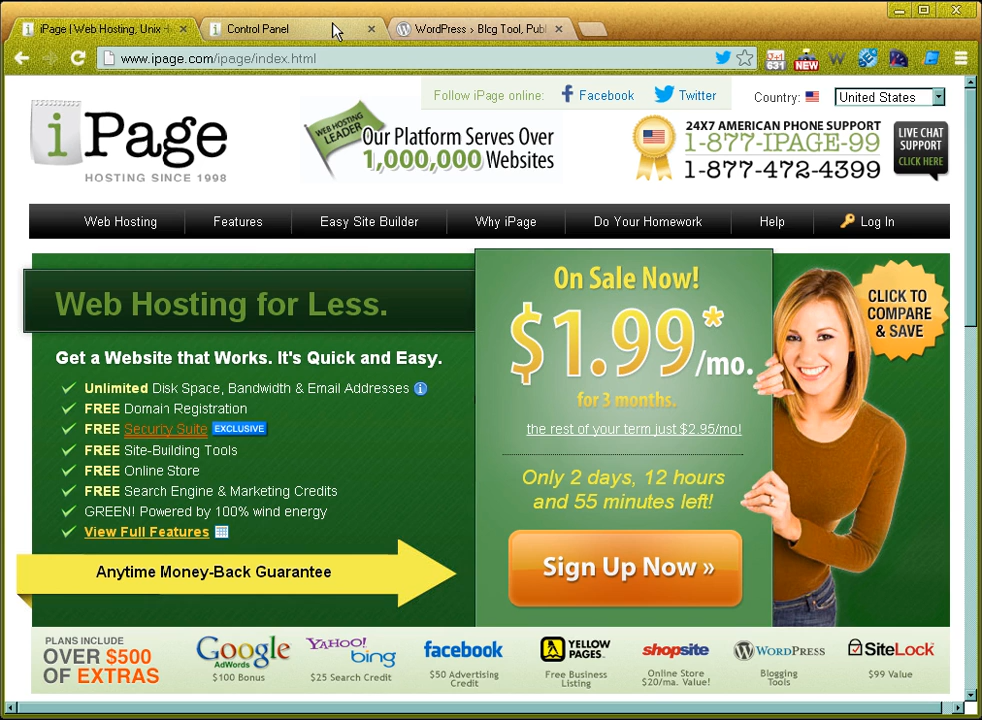 iPage | Web Hosting, Unix
Control Panel
WordPress › Blog Tool, Publ
www.ipage.com/ipage/index.html
631
NEW
Follow iPage online:
Facebook
Twitter
Country:
United States
iPage
HOSTING SINCE 1998
WEB HOSTING
LEADER
Our Platform Serves Over
1,000,000 Websites
24X7 AMERICAN PHONE SUPPORT
1-877-IPAGE-99
1-877-472-4399
LIVE CHAT
SUPPORT
CLICK HERE
Web Hosting
Features
Easy Site Builder
Why iPage
Do Your Homework
Help
Log In
Web Hosting for Less.
Get a Website that Works. It's Quick and Easy.
Unlimited Disk Space, Bandwidth & Email Addresses
FREE Domain Registration
FREE Security Suite EXCLUSIVE
FREE Site-Building Tools
FREE Online Store
FREE Search Engine & Marketing Credits
GREEN! Powered by 100% wind energy
View Full Features
Anytime Money-Back Guarantee
On Sale Now!
$1.99*/mo.
for 3 months.
the rest of your term just $2.95/mo!
Only 2 days, 12 hours
and 55 minutes left!
Sign Up Now »
CLICK TO
COMPARE
& SAVE
PLANS INCLUDE
OVER $500
OF EXTRAS
Google
AdWords
$100 Bonus
YAHOO!
bing
$25 Search Credit
facebook
$50 Advertising
Credit
YELLOW
PAGES
Free Business
Listing
shopsite
Online Store
$20/ma. Value!
WORDPRESS
Blogging
Tools
SiteLock
$99 Value